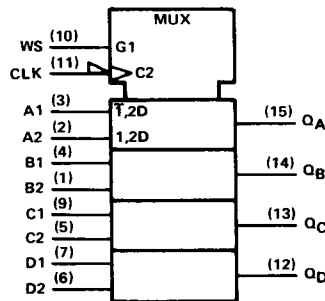 MUX
WS (10) G1
CLK (11) C2
A1 (3) 1̅,2D
(15) QA
A2 (2) 1,2D
B1 (4)
(14) QB
B2 (1)
C1 (9)
(13) QC
C2 (5)
D1 (7)
(12) QD
D2 (6)